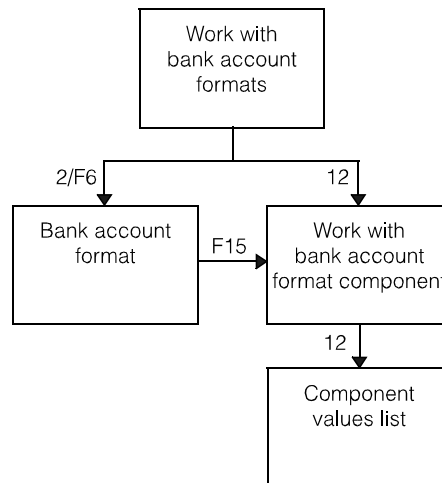 Work with
bank account
formats
2/F6
12
Bank account
format
F15
Work with
bank account
format component
12
Component
values list